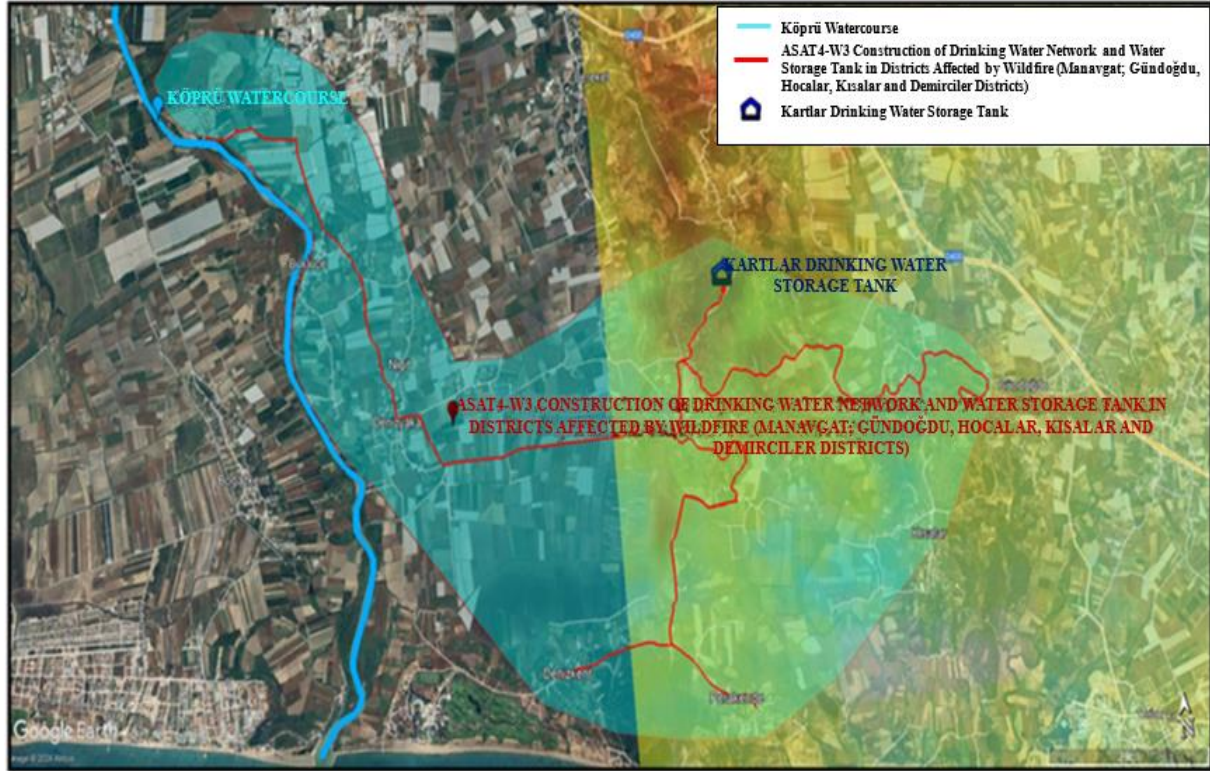 Köprü Watercourse
ASAT4-W3 Construction of Drinking Water Network and Water
Storage Tank in Districts Affected by Wildfire (Manavgat; Gündoğdu,
Hocalar, Kısalar and Demirciler Districts)
Kartlar Drinking Water Storage Tank
KÖPRÜ WATERCOURSE
KARTLAR DRINKING WATER
STORAGE TANK
ASAT4-W3 CONSTRUCTION OF DRINKING WATER NETWORK AND WATER STORAGE TANK IN
DISTRICTS AFFECTED BY WILDFIRE (MANAVGAT; GÜNDOĞDU, HOCALAR, KISALAR AND
DEMIRCILER DISTRICTS)
Kısalar
Google Earth